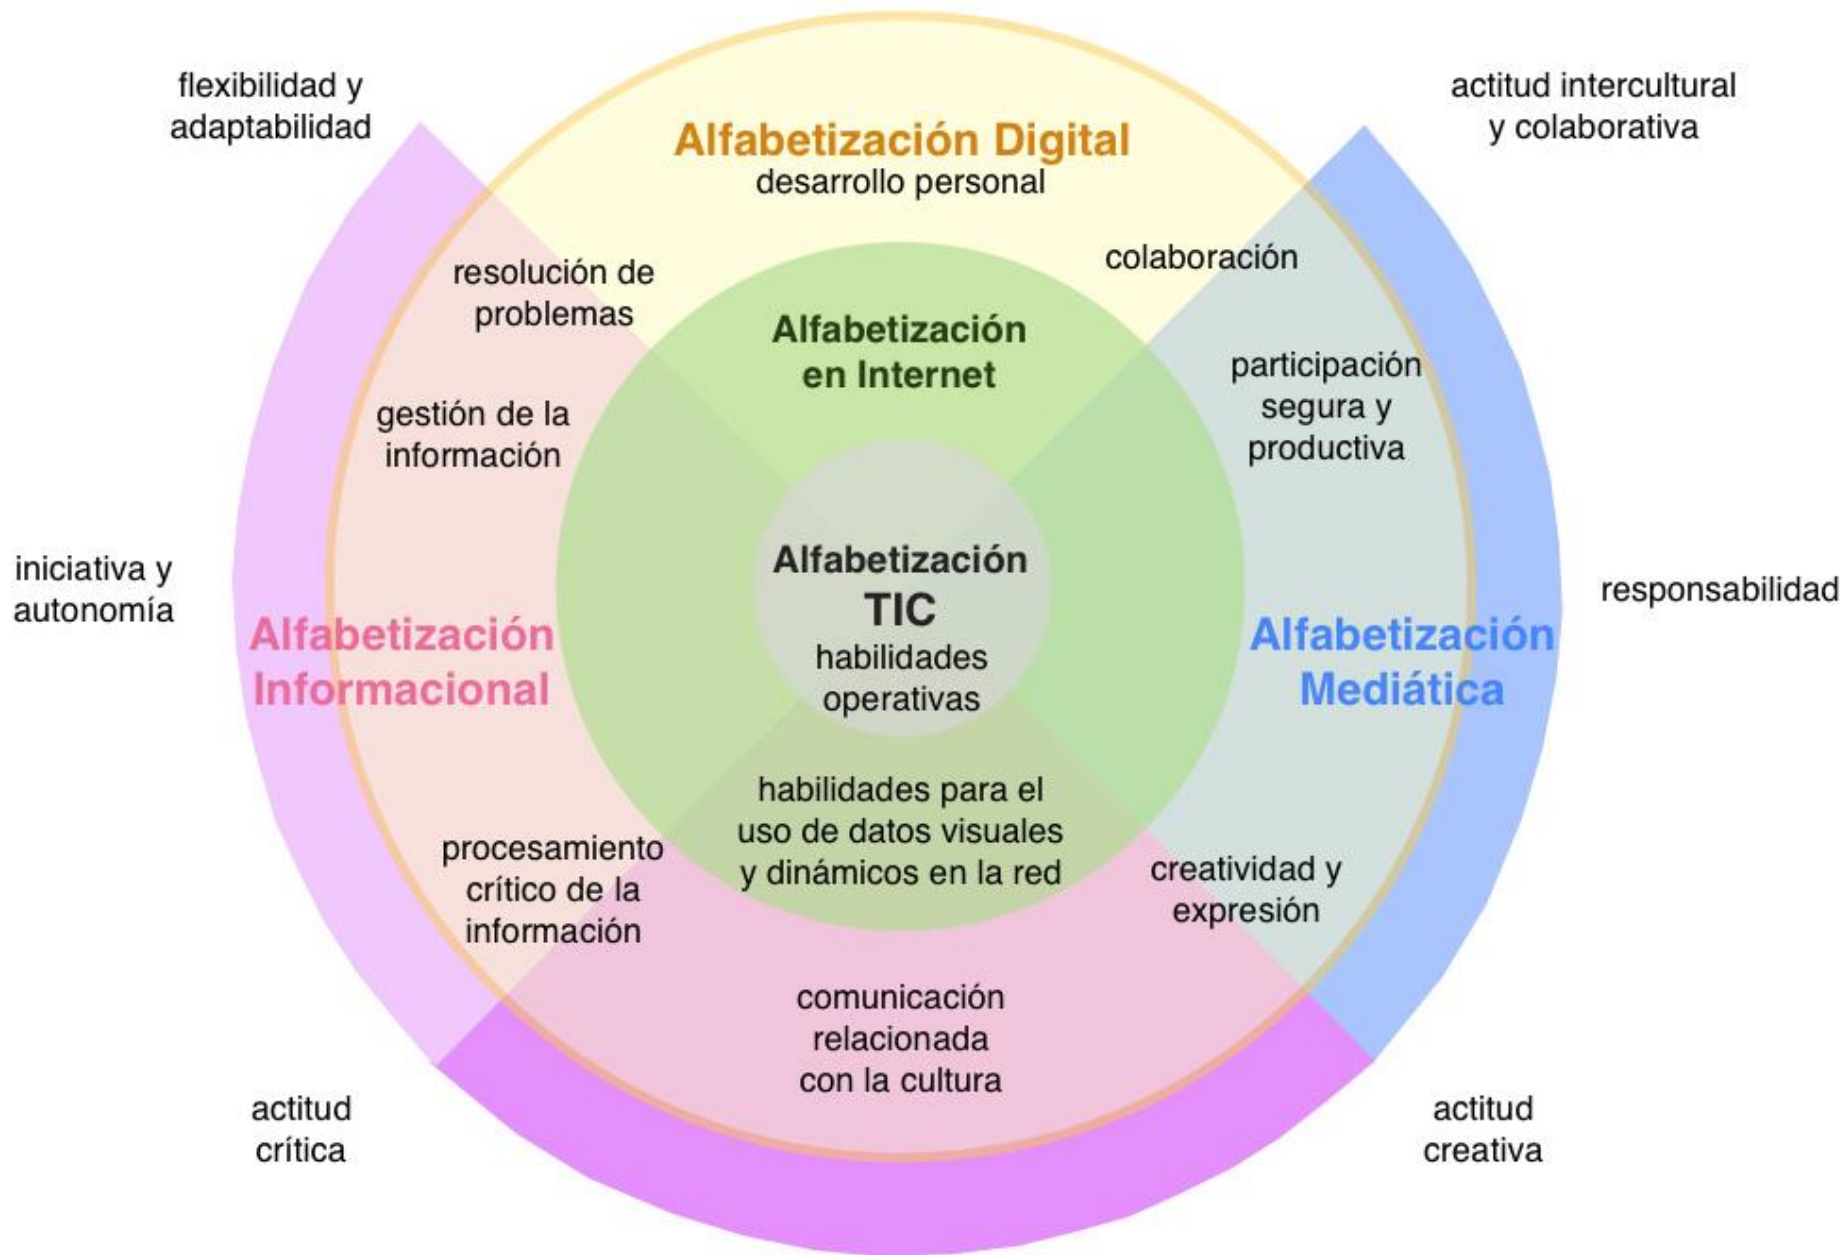 flexibilidad y
adaptabilidad
actitud intercultural
y colaborativa
Alfabetización Digital
desarrollo personal
resolución de
problemas
colaboración
Alfabetización
en Internet
gestión de la
información
participación
segura y
productiva
iniciativa y
autonomía
Alfabetización
Informacional
Alfabetización
TIC
habilidades
operativas
Alfabetización
Mediática
responsabilidad
habilidades para el
uso de datos visuales
y dinámicos en la red
procesamiento
crítico de la
información
creatividad y
expresión
comunicación
relacionada
con la cultura
actitud
crítica
actitud
creativa